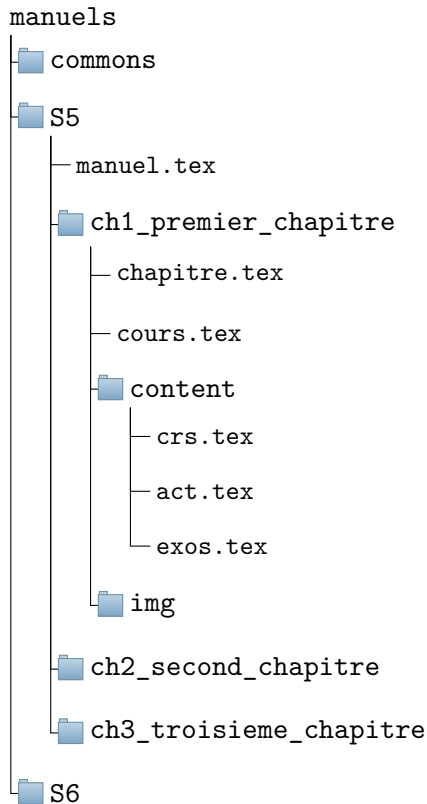 manuels
commons
S5
manuel.tex
ch1_premier_chapitre
chapitre.tex
cours.tex
content
crs.tex
act.tex
exos.tex
img
ch2_second_chapitre
ch3_troisieme_chapitre
S6